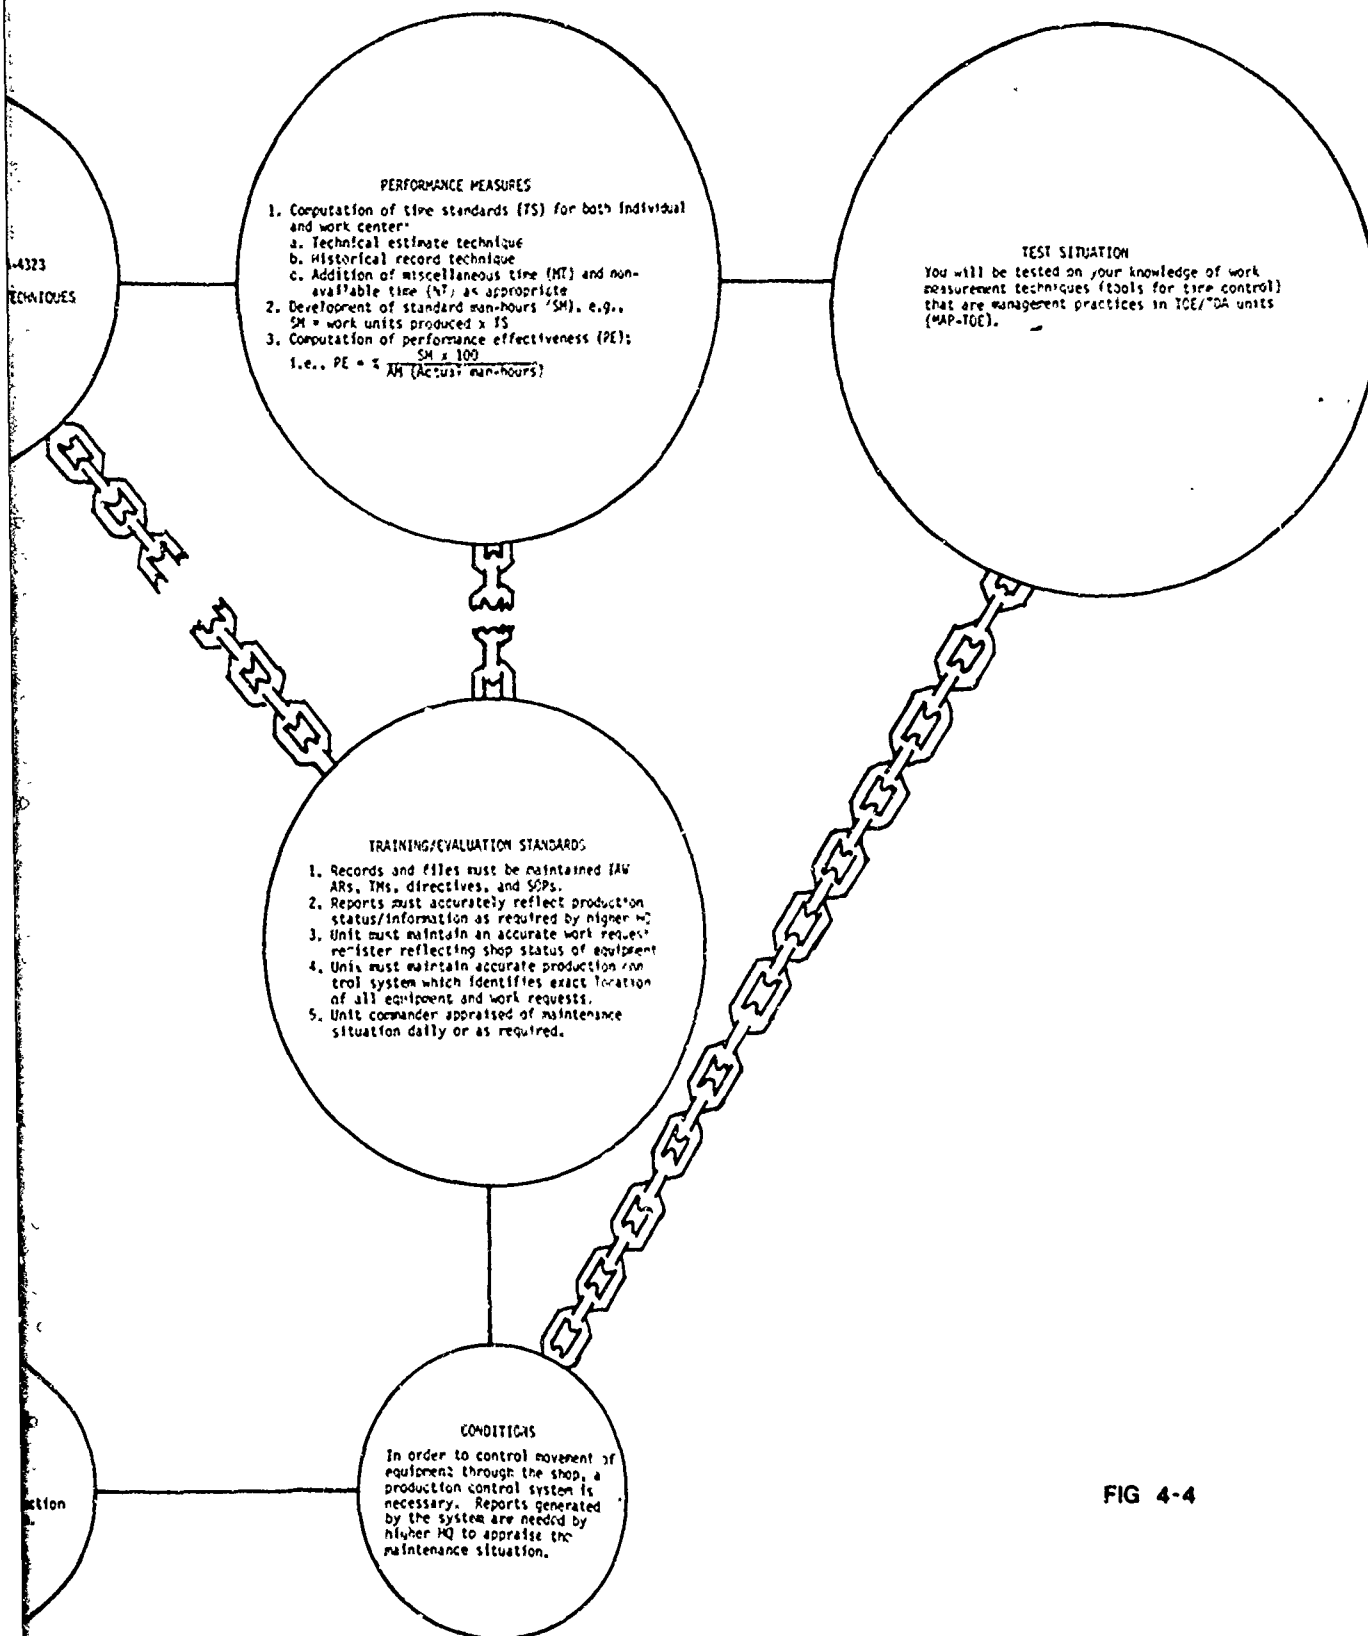 -4323
TECHNIQUES
PERFORMANCE MEASURES
1. Computation of time standards (TS) for both individual
and work center:
a. Technical estimate technique
b. Historical record technique
c. Addition of miscellaneous time (MT) and non-
available time (NT) as appropriate
2. Development of standard man-hours (SM), e.g.,
SM = work units produced x TS
3. Computation of performance effectiveness (PE);
i.e., PE = % SM x 100
AM (Actual man-hours)
TEST SITUATION
You will be tested on your knowledge of work
measurement techniques (tools for time control)
that are management practices in TOE/TDA units
(MAP-TOE).
TRAINING/EVALUATION STANDARDS
1. Records and files must be maintained IAW
ARs, TMs, directives, and SOPs.
2. Reports must accurately reflect production
status/information as required by higher HQ
3. Unit must maintain an accurate work request
register reflecting shop status of equipment
4. Unit must maintain accurate production con
trol system which identifies exact location
of all equipment and work requests.
5. Unit commander appraised of maintenance
situation daily or as required.
CONDITIONS
In order to control movement of
equipment through the shop, a
production control system is
necessary. Reports generated
by the system are needed by
higher HQ to appraise the
maintenance situation.
ction
FIG 4-4